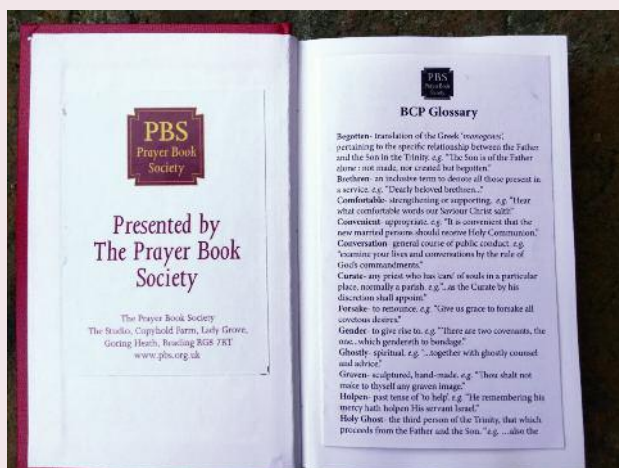 PBS
Prayer Book
Society
Presented by
The Prayer Book
Society
The Prayer Book Society
The Studio, Copyhold Farm, Lady Grove,
Goring Heath, Reading RG8 7RT
www.pbs.org.uk
PBS
Prayer Book
Society
BCP Glossary
Begotten- translation of the Greek 'monogenes',
pertaining to the specific relationship between the Father
and the Son in the Trinity. e.g. "The Son is of the Father
alone : not made, nor created but begotten."
Brethren- an inclusive term to denote all those present in
a service. e.g. "Dearly beloved brethren..."
Comfortable- strengthening or supporting. e.g. "Hear
what comfortable words our Saviour Christ saith"
Convenient- appropriate. e.g. "It is convenient that the
new married persons should receive Holy Communion."
Conversation- general course of public conduct. e.g.
"examine your lives and conversations by the rule of
God's commandments."
Curate- any priest who has 'care' of souls in a particular
place, normally a parish. e.g. "...as the Curate by his
discretion shall appoint."
Forsake- to renounce. e.g. "Give us grace to forsake all
covetous desires."
Gender- to give rise to. e.g. "There are two covenants, the
one... which gendereth to bondage."
Ghostly- spiritual. e.g. "...together with ghostly counsel
and advice."
Graven- sculptured, hand-made. e.g. "Thou shalt not
make to thyself any graven image."
Holpen- past tense of 'to help'. e.g. "He remembering his
mercy hath holpen His servant Israel."
Holy Ghost- the third person of the Trinity, that which
proceeds from the Father and the Son. "e.g. ....also the